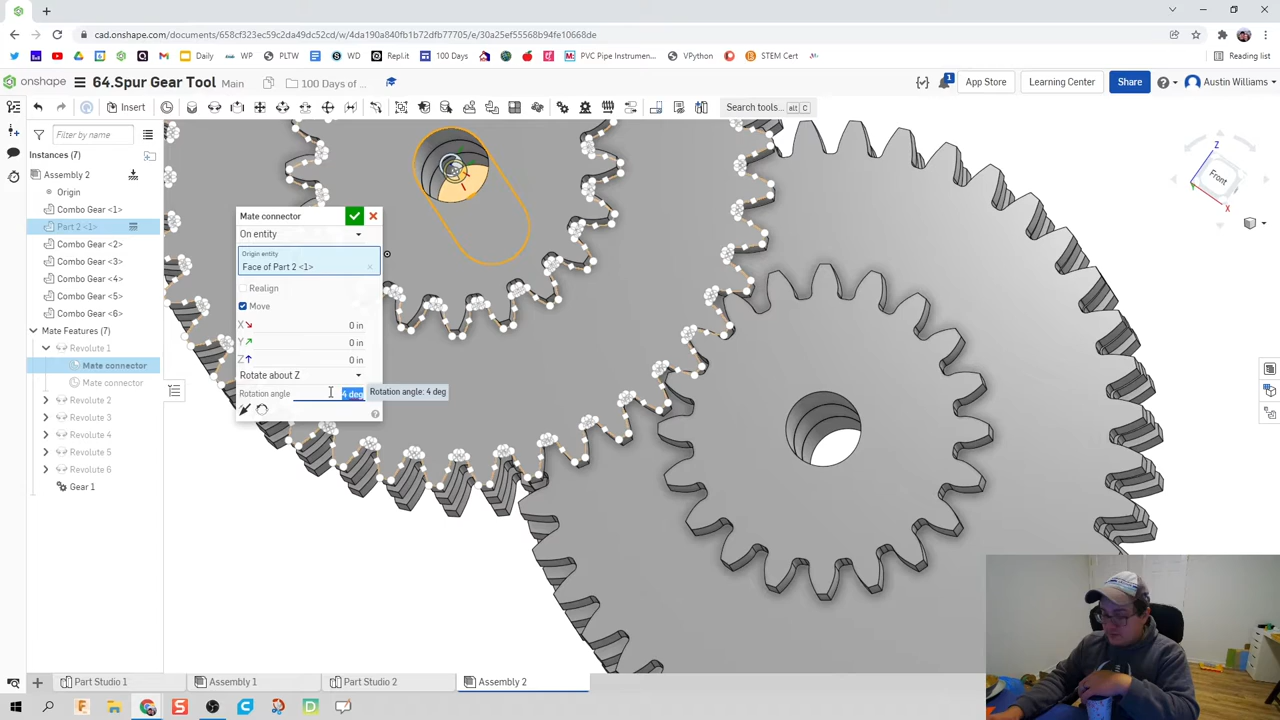 cad.onshape.com/documents/658cf323ec59c2da49dc52cd/w/4da190a840fb1b72dfb77705/e/30a25ef55568b94fe10668de
Daily
WP
PLTW
WD
Repl.it
100 Days
PVC Pipe Instrumen...
VPython
STEM Cert
Reading list
onshape
64.Spur Gear Tool
Main
100 Days of ...
1
App Store
Learning Center
Share
Austin Williams
Insert
Search tools...
alt
C
Filter by name
Instances (7)
Assembly 2
Origin
Combo Gear <1>
Part 2 <1>
Combo Gear <2>
Combo Gear <3>
Combo Gear <4>
Combo Gear <5>
Combo Gear <6>
Mate Features (7)
Revolute 1
Mate connector
Mate connector
Revolute 2
Revolute 3
Revolute 4
Revolute 5
Revolute 6
Gear 1
Mate connector
On entity
Origin entity
Face of Part 2 <1>
Realign
Move
X 0 in
Y 0 in
Z 0 in
Rotate about Z
Rotation angle 4 deg
Rotation angle: 4 deg
Z
Front
X
Part Studio 1
Assembly 1
Part Studio 2
Assembly 2